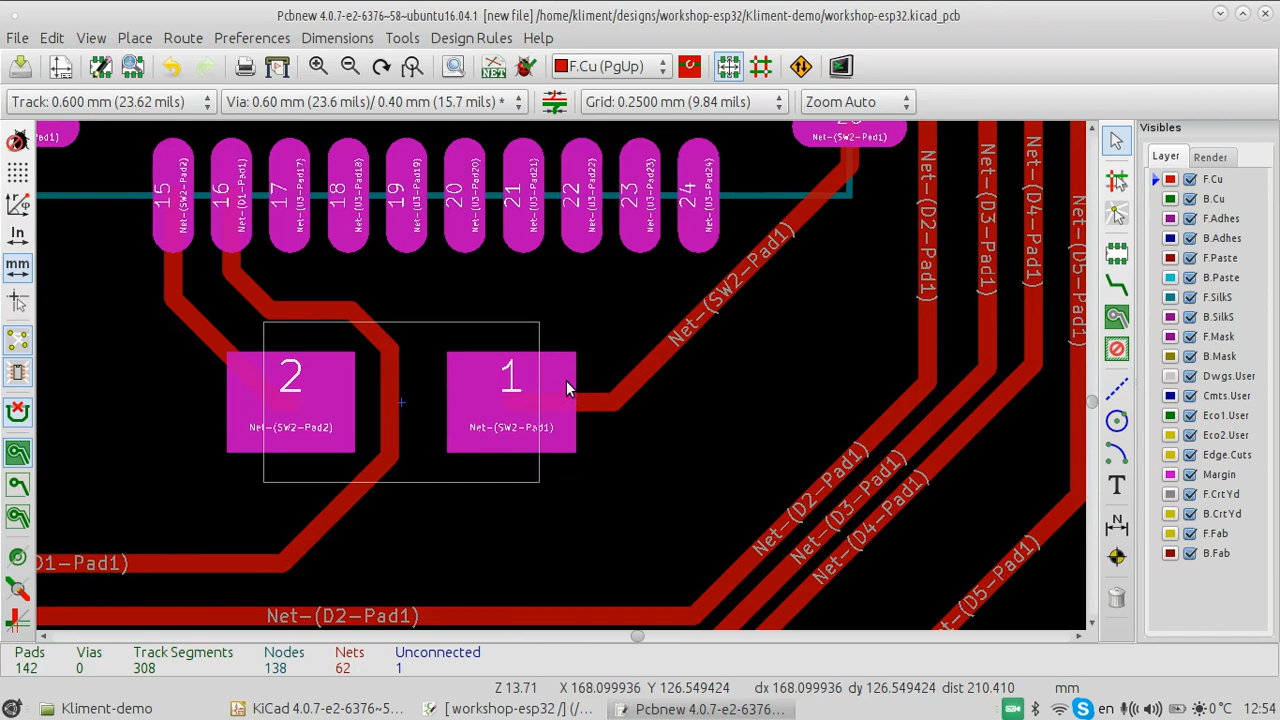 Pcbnew 4.0.7-e2-6376~58~ubuntu16.04.1 [new file] /home/kliment/designs/workshop-esp32/Kliment-demo/workshop-esp32.kicad_pcb
File Edit View Place Route Preferences Dimensions Tools Design Rules Help
NET
F.Cu (PgUp)
Track: 0.600 mm (23.62 mils)
Via: 0.60 mm (23.6 mils)/ 0.40 mm (15.7 mils) *
Grid: 0.2500 mm (9.84 mils)
Zoom Auto
In
mm
15
Net-(SW2-Pad2)
16
Net-(D1-Pad1)
17
Net-(U3-Pad17)
18
Net-(U3-Pad18)
19
Net-(U3-Pad19)
20
Net-(U3-Pad20)
21
Net-(U3-Pad21)
22
Net-(U3-Pad22)
23
Net-(U3-Pad23)
24
Net-(U3-Pad24)
Net-(SW2-Pad1)
Net-(SW2-Pad1)
Net-(D2-Pad1)
Net-(D3-Pad1)
Net-(D4-Pad1)
Net-(D5-Pad1)
2
Net-(SW2-Pad2)
1
Net-(SW2-Pad1)
Net-(D2-Pad1)
Net-(D3-Pad1)
Net-(D4-Pad1)
-(D5-Pad1)
D1-Pad1)
Net-(D2-Pad1)
T
N
Visibles
Layer Render
F.Cu
B.Cu
F.Adhes
B.Adhes
F.Paste
B.Paste
F.SilkS
B.SilkS
F.Mask
B.Mask
Dwgs.User
Cmts.User
Eco1.User
Eco2.User
Edge.Cuts
Margin
F.CrtYd
B.CrtYd
F.Fab
B.Fab
Pads Vias Track Segments Nodes Nets Unconnected
142 0 308 138 62 1
Z 13.71 X 168.099936 Y 126.549424 dx 168.099936 dy 126.549424 dist 210.410 mm
Kliment-demo
KiCad 4.0.7-e2-6376~5...
[ workshop-esp32 /] (/...
Pcbnew 4.0.7-e2-6376...
en
0°C
12:54